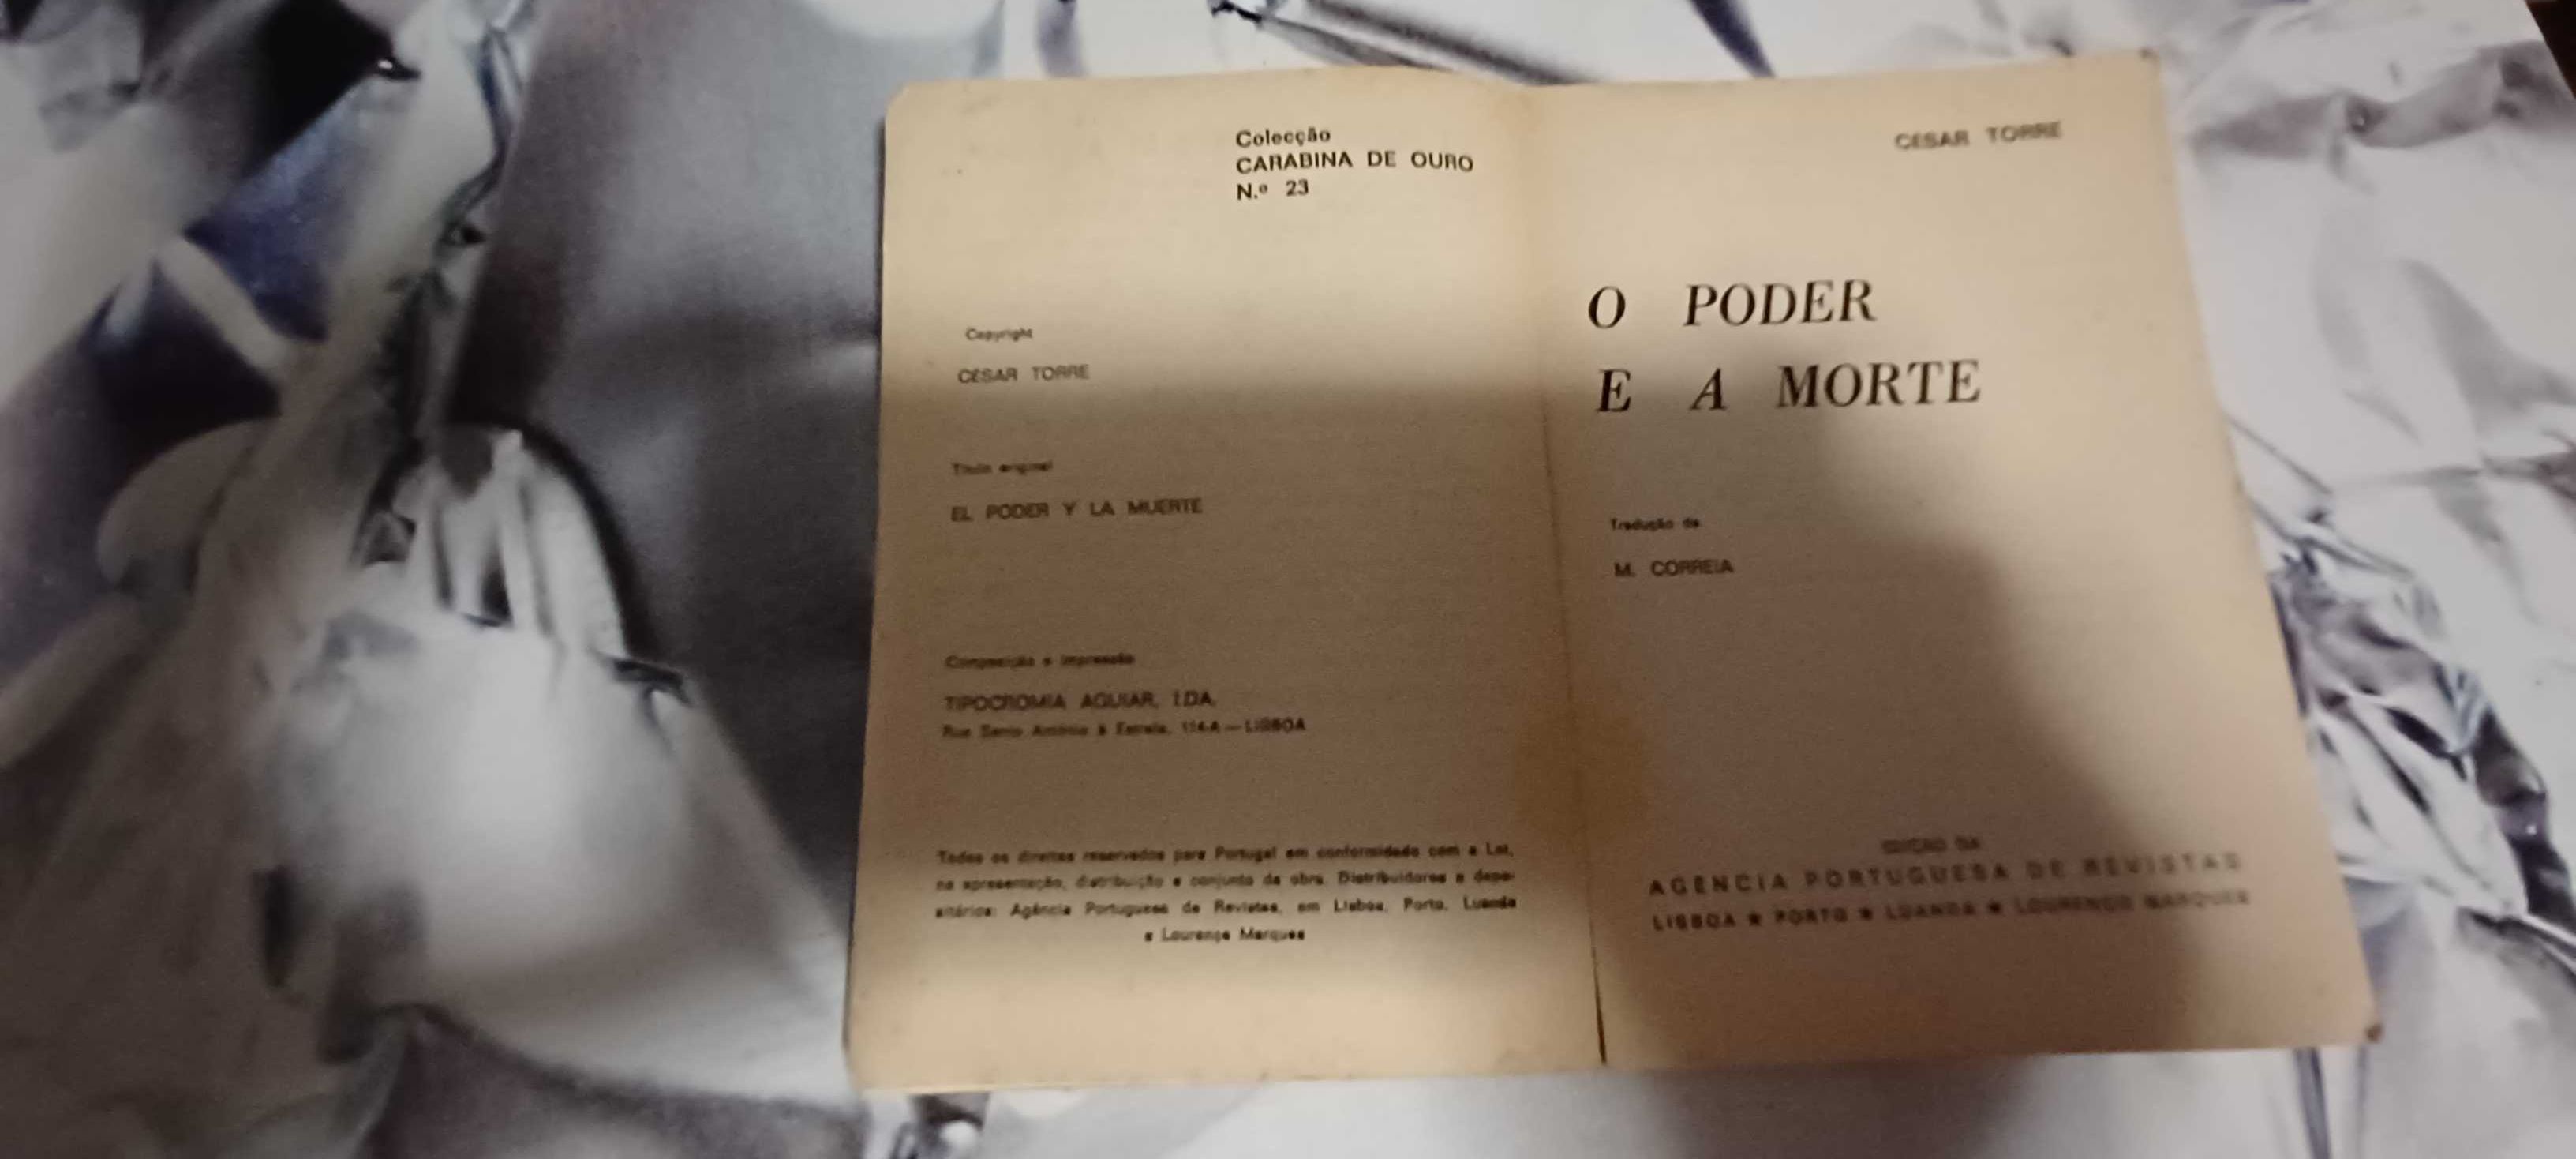 Colecção
CARABINA DE OURO
N.º 23
Copyright
CÉSAR TORRE
Título original
EL PODER Y LA MUERTE
Composição e impressão
TIPOCROMIA AGUIAR, LDA.
Rua Santo António à Estrela, 114-A — LISBOA
Todos os direitos reservados para Portugal em conformidade com a Lei,
na apresentação, distribuição e conjunto da obra. Distribuidores e depo-
sitários: Agência Portuguesa de Revistas, em Lisboa, Porto, Luanda
e Lourenço Marques
CÉSAR TORRE
O PODER
E A MORTE
Tradução de
M. CORREIA
EDIÇÃO DA
AGÊNCIA PORTUGUESA DE REVISTAS
LISBOA ★ PORTO ★ LUANDA ★ LOURENÇO MARQUES